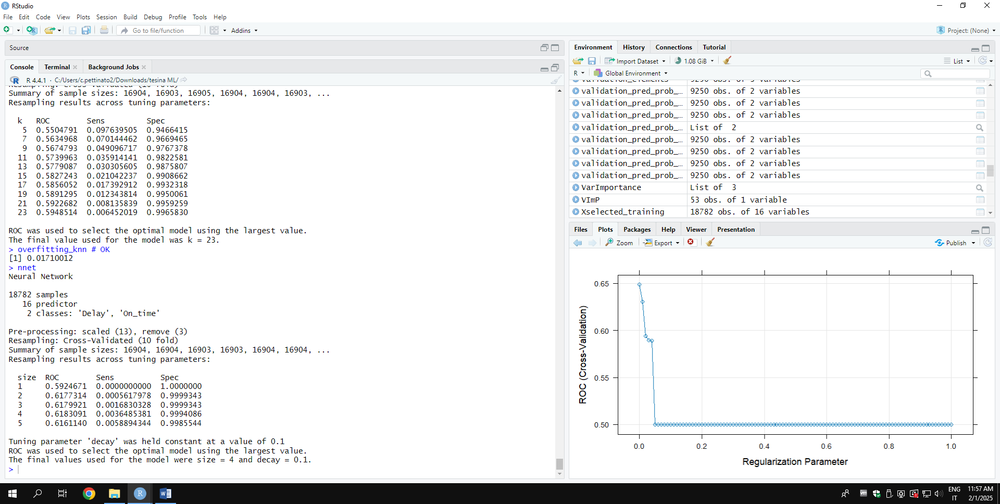 RStudio
File Edit Code View Plots Session Build Debug Profile Tools Help
Go to file/function
Addins
Project: (None)
Source
Console Terminal Background Jobs
R 4.4.1 · C:/Users/c.pettinato2/Downloads/tesina ML/
Resampling: Cross-Validated (10 fold)
Summary of sample sizes: 16904, 16903, 16905, 16904, 16904, 16903, ...
Resampling results across tuning parameters:
k ROC Sens Spec
5 0.5504791 0.097639505 0.9466415
7 0.5634968 0.070144462 0.9669465
9 0.5674793 0.049096717 0.9767378
11 0.5739963 0.035914141 0.9822581
13 0.5779087 0.030305605 0.9875807
15 0.5827243 0.021042237 0.9908662
17 0.5856052 0.017392912 0.9932318
19 0.5891295 0.012343814 0.9950061
21 0.5922682 0.008135839 0.9959259
23 0.5948514 0.006452019 0.9965830
ROC was used to select the optimal model using the largest value.
The final value used for the model was k = 23.
> overfitting_knn # OK
[1] 0.01710012
> nnet
Neural Network
18782 samples
16 predictor
2 classes: 'Delay', 'On_time'
Pre-processing: scaled (13), remove (3)
Resampling: Cross-Validated (10 fold)
Summary of sample sizes: 16904, 16904, 16903, 16903, 16904, 16904, ...
Resampling results across tuning parameters:
size ROC Sens Spec
1 0.5924671 0.0000000000 1.0000000
2 0.6177314 0.0005617978 0.9999343
3 0.6179921 0.0016830328 0.9999343
4 0.6183091 0.0036485381 0.9994086
5 0.6161140 0.0058894344 0.9985544
Tuning parameter 'decay' was held constant at a value of 0.1
ROC was used to select the optimal model using the largest value.
The final values used for the model were size = 4 and decay = 0.1.
>
Environment History Connections Tutorial
Import Dataset 1.08 GiB List
R Global Environment
validation_elements 9250 obs. of 5 variables
validation_pred_prob_... 9250 obs. of 2 variables
validation_pred_prob_... 9250 obs. of 2 variables
validation_pred_prob_... 9250 obs. of 2 variables
validation_pred_prob_... List of 2
validation_pred_prob_... 9250 obs. of 2 variables
validation_pred_prob_... 9250 obs. of 2 variables
validation_pred_prob_... 9250 obs. of 2 variables
validation_pred_prob_... 9250 obs. of 2 variables
VarImportance List of 3
VImP 53 obs. of 1 variable
Xselected_training 18782 obs. of 16 variables
Files Plots Packages Help Viewer Presentation
Zoom Export Publish
ROC (Cross-Validation)
0.65
0.60
0.55
0.50
0.0 0.2 0.4 0.6 0.8 1.0
Regularization Parameter
ENG
IT
11:57 AM
2/1/2025